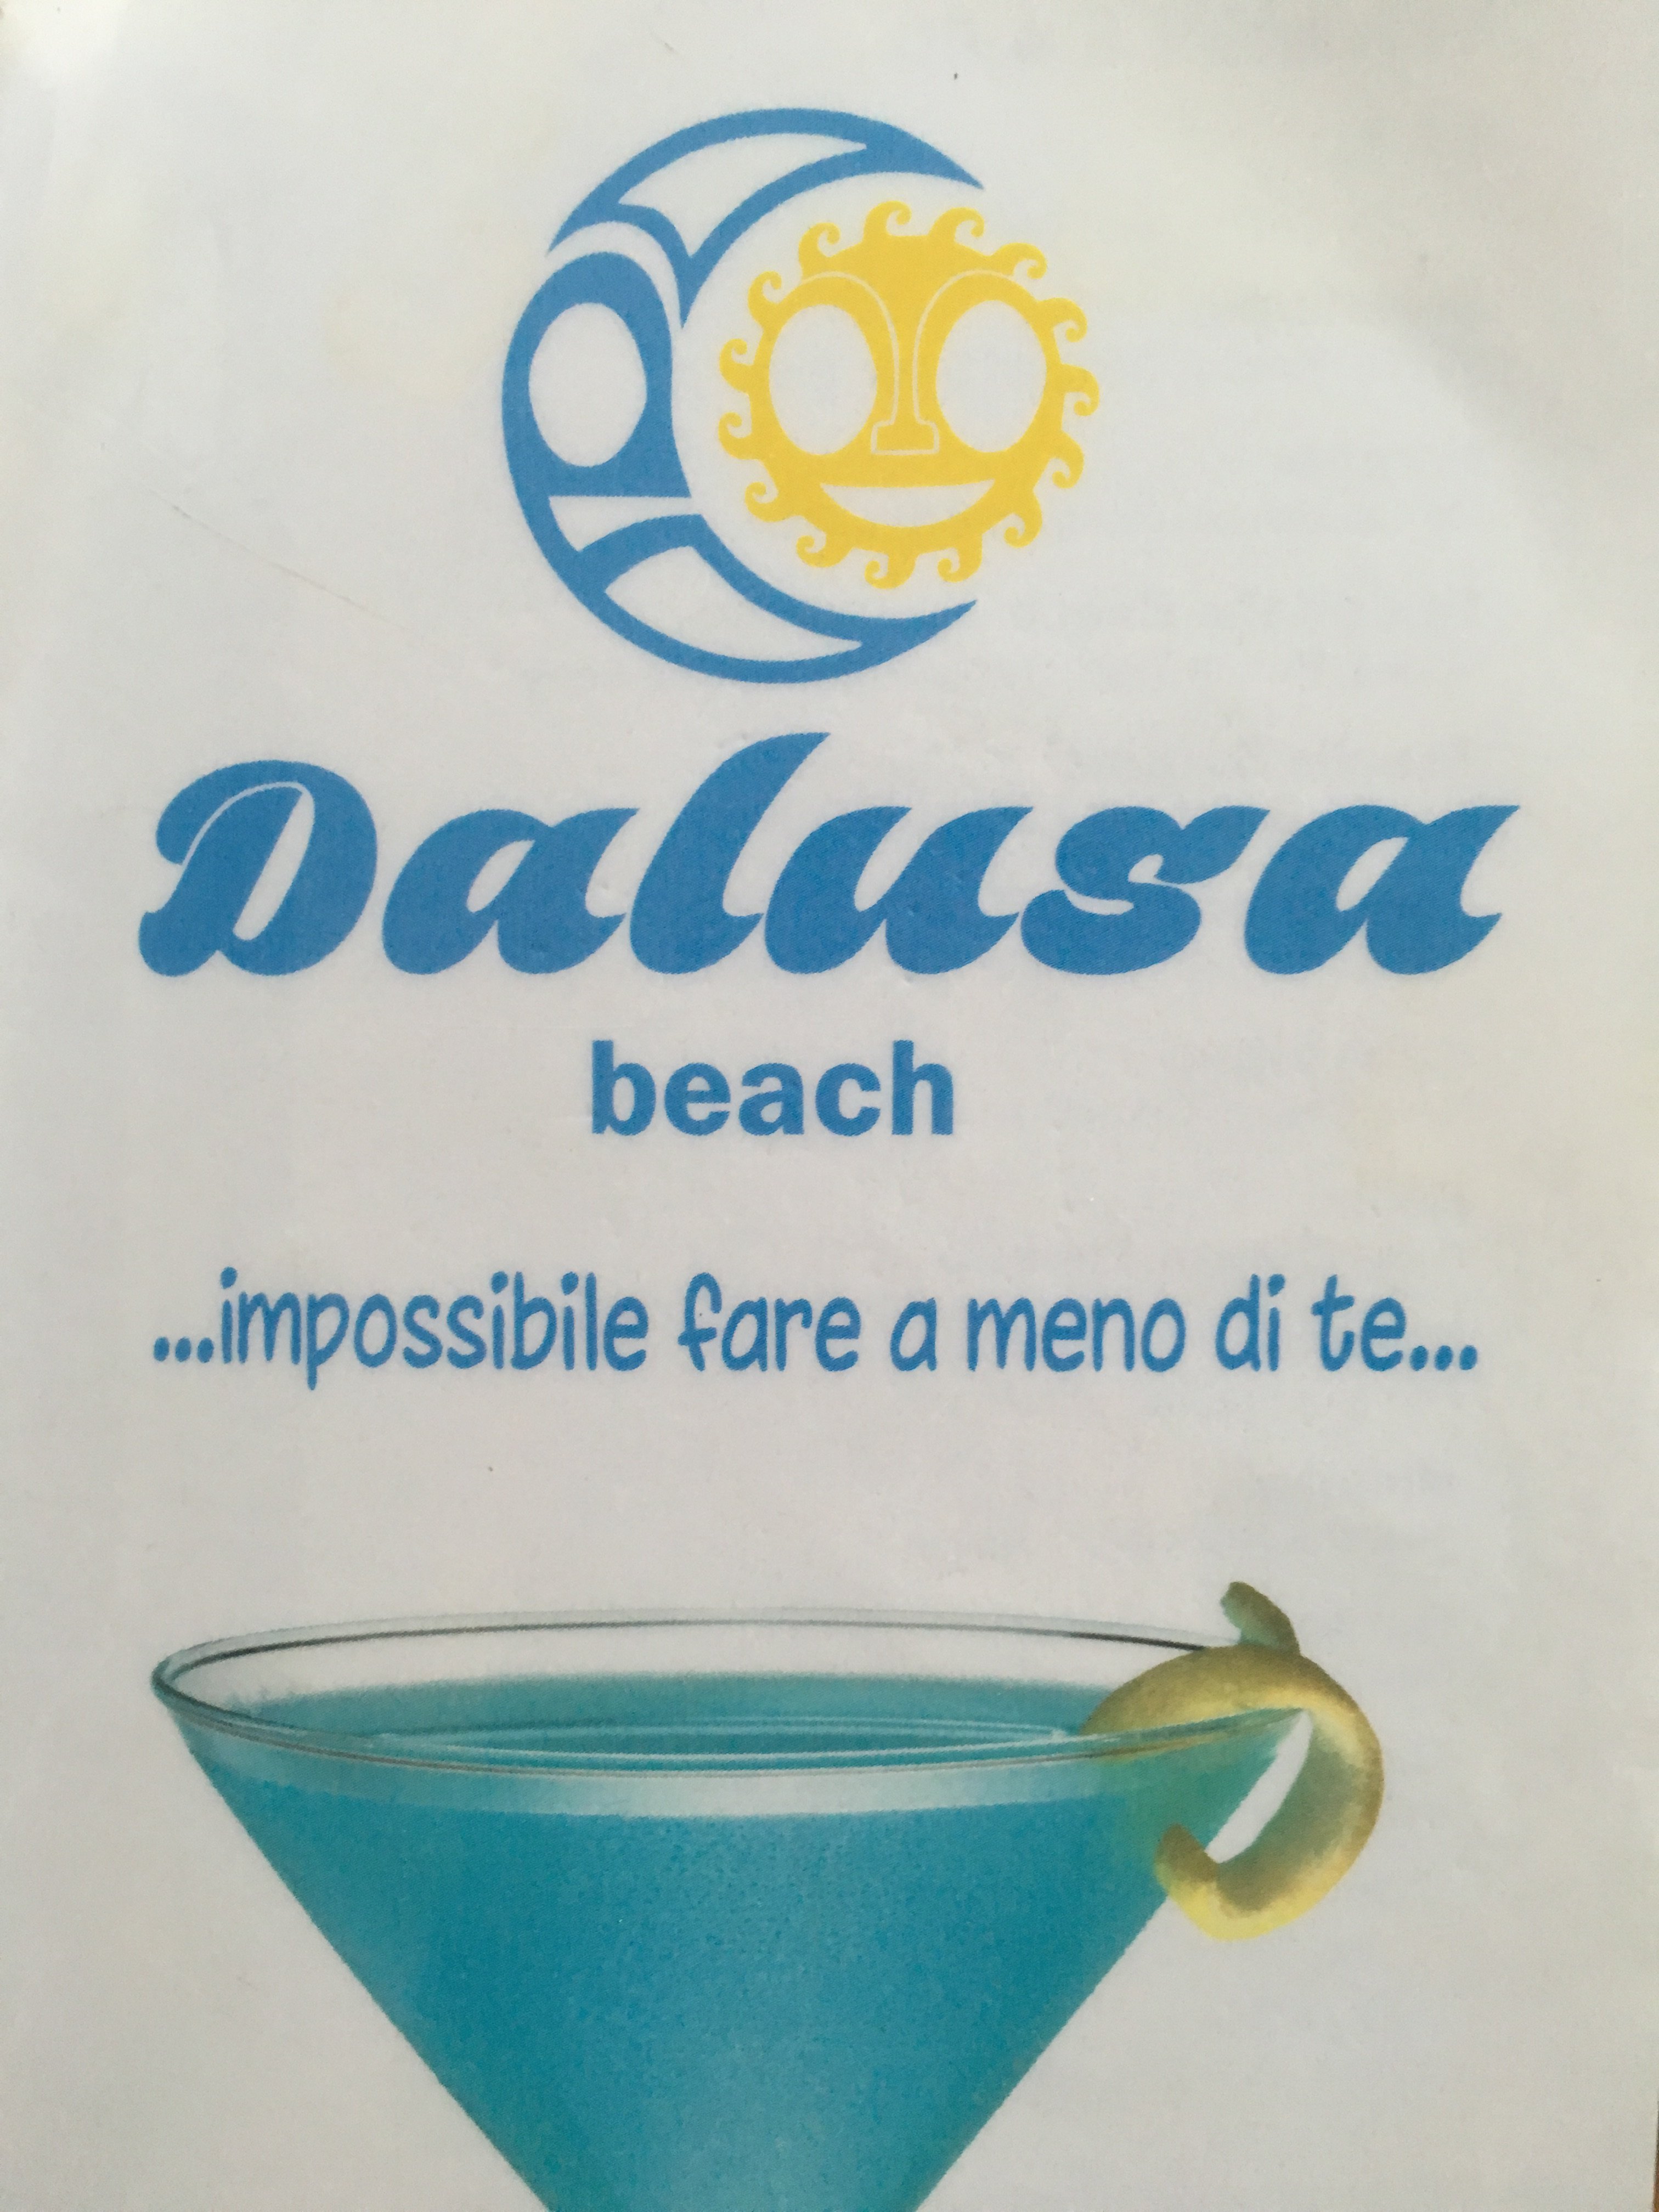 Dalusa
beach
...impossibile fare a meno di te...